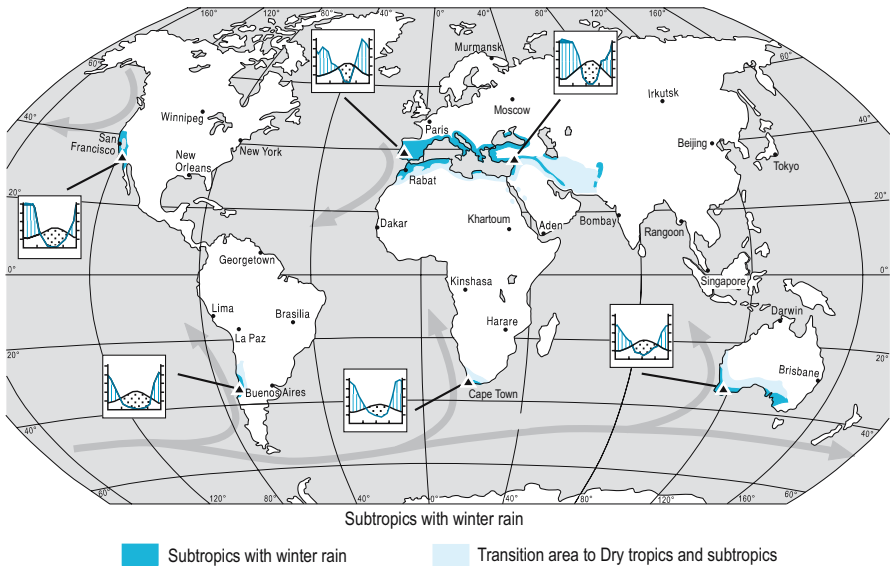 160° 120° 80° 40° 0° 20° 40° 80° 120° 160°
60° 60°
Murmansk
Moscow
Irkutsk
40° 40°
Winnipeg
Paris
San Francisco
New York
Beijing
Tokyo
New Orleans
Rabat
20° 20°
Dakar
Khartoum
Aden
Bombay
Rangoon
Georgetown
0° 0°
Kinshasa
Singapore
Lima
Brasilia
Harare
Darwin
La Paz
20° 20°
Brisbane
Buenos Aires
Cape Town
40° 40°
60° 60°
120° 80° 40° 0° 40° 80° 120° 160°
Subtropics with winter rain
Subtropics with winter rain
Transition area to Dry tropics and subtropics